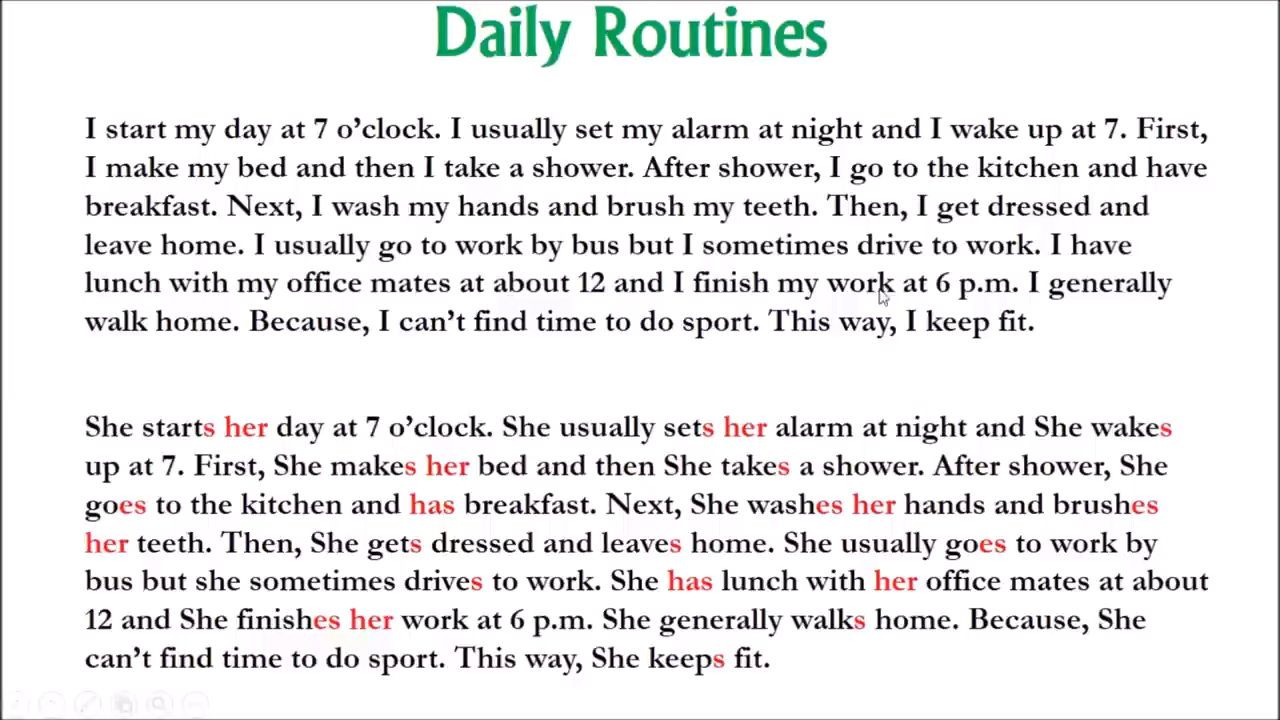 Daily Routines
I start my day at 7 o’clock. I usually set my alarm at night and I wake up at 7. First,
I make my bed and then I take a shower. After shower, I go to the kitchen and have
breakfast. Next, I wash my hands and brush my teeth. Then, I get dressed and
leave home. I usually go to work by bus but I sometimes drive to work. I have
lunch with my office mates at about 12 and I finish my work at 6 p.m. I generally
walk home. Because, I can’t find time to do sport. This way, I keep fit.
She starts her day at 7 o’clock. She usually sets her alarm at night and She wakes
up at 7. First, She makes her bed and then She takes a shower. After shower, She
goes to the kitchen and has breakfast. Next, She washes her hands and brushes
her teeth. Then, She gets dressed and leaves home. She usually goes to work by
bus but she sometimes drives to work. She has lunch with her office mates at about
12 and She finishes her work at 6 p.m. She generally walks home. Because, She
can’t find time to do sport. This way, She keeps fit.